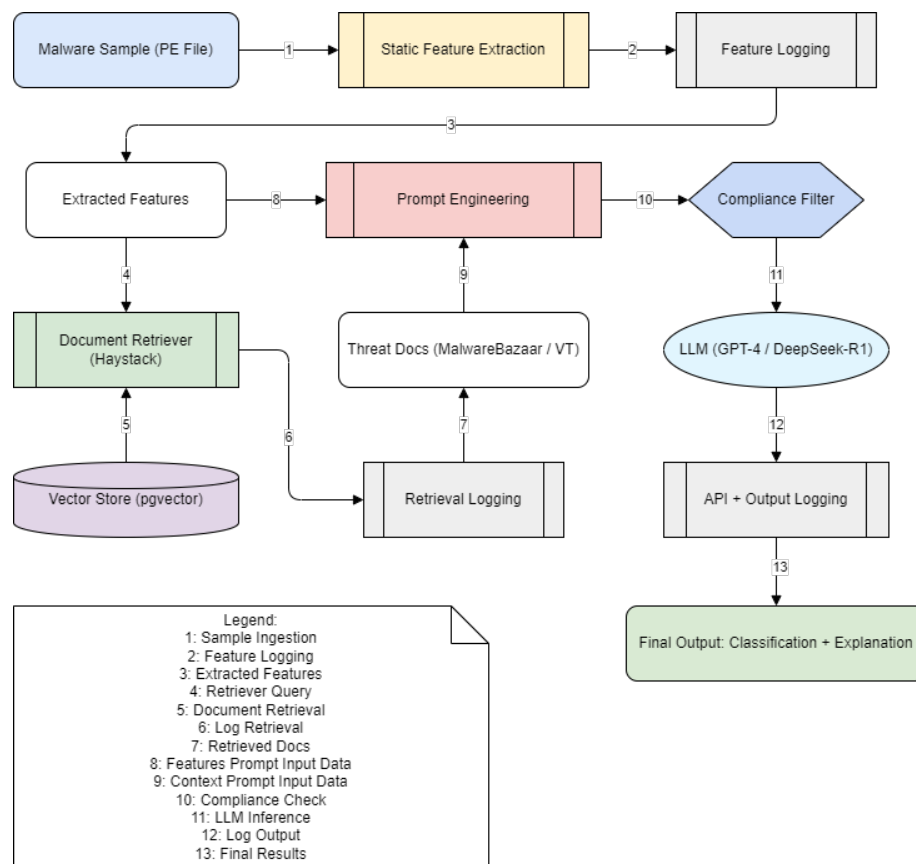 Malware Sample (PE File)
1
Static Feature Extraction
2
Feature Logging
3
Extracted Features
8
Prompt Engineering
10
Compliance Filter
4
9
11
Document Retriever
(Haystack)
Threat Docs (MalwareBazaar / VT)
LLM (GPT-4 / DeepSeek-R1)
5
6
7
12
Vector Store (pgvector)
Retrieval Logging
API + Output Logging
13
Final Output: Classification + Explanation
Legend:
1: Sample Ingestion
2: Feature Logging
3: Extracted Features
4: Retriever Query
5: Document Retrieval
6: Log Retrieval
7: Retrieved Docs
8: Features Prompt Input Data
9: Context Prompt Input Data
10: Compliance Check
11: LLM Inference
12: Log Output
13: Final Results